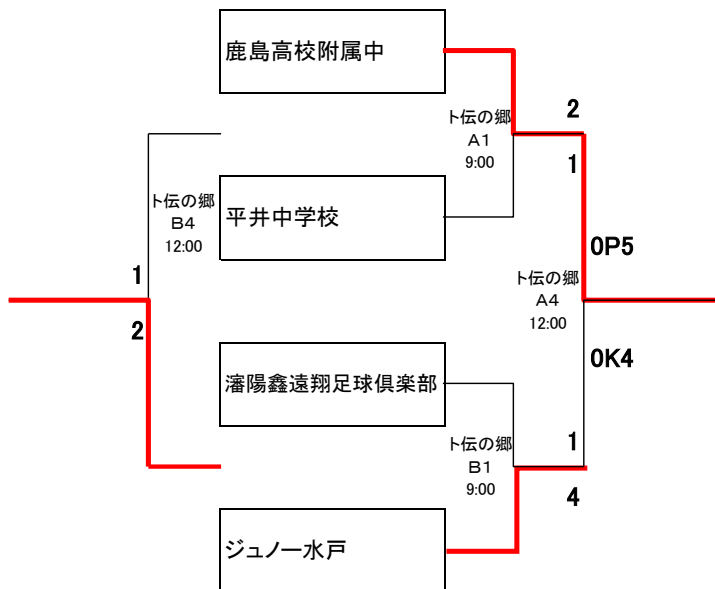 鹿島高校附属中
ト伝の郷
A1
9:00
2
1
ト伝の郷
B4
12:00
平井中学校
0P5
1
2
ト伝の郷
A4
12:00
0K4
瀋陽鑫遠翔足球倶楽部
ト伝の郷
B1
9:00
1
4
ジュノー水戸